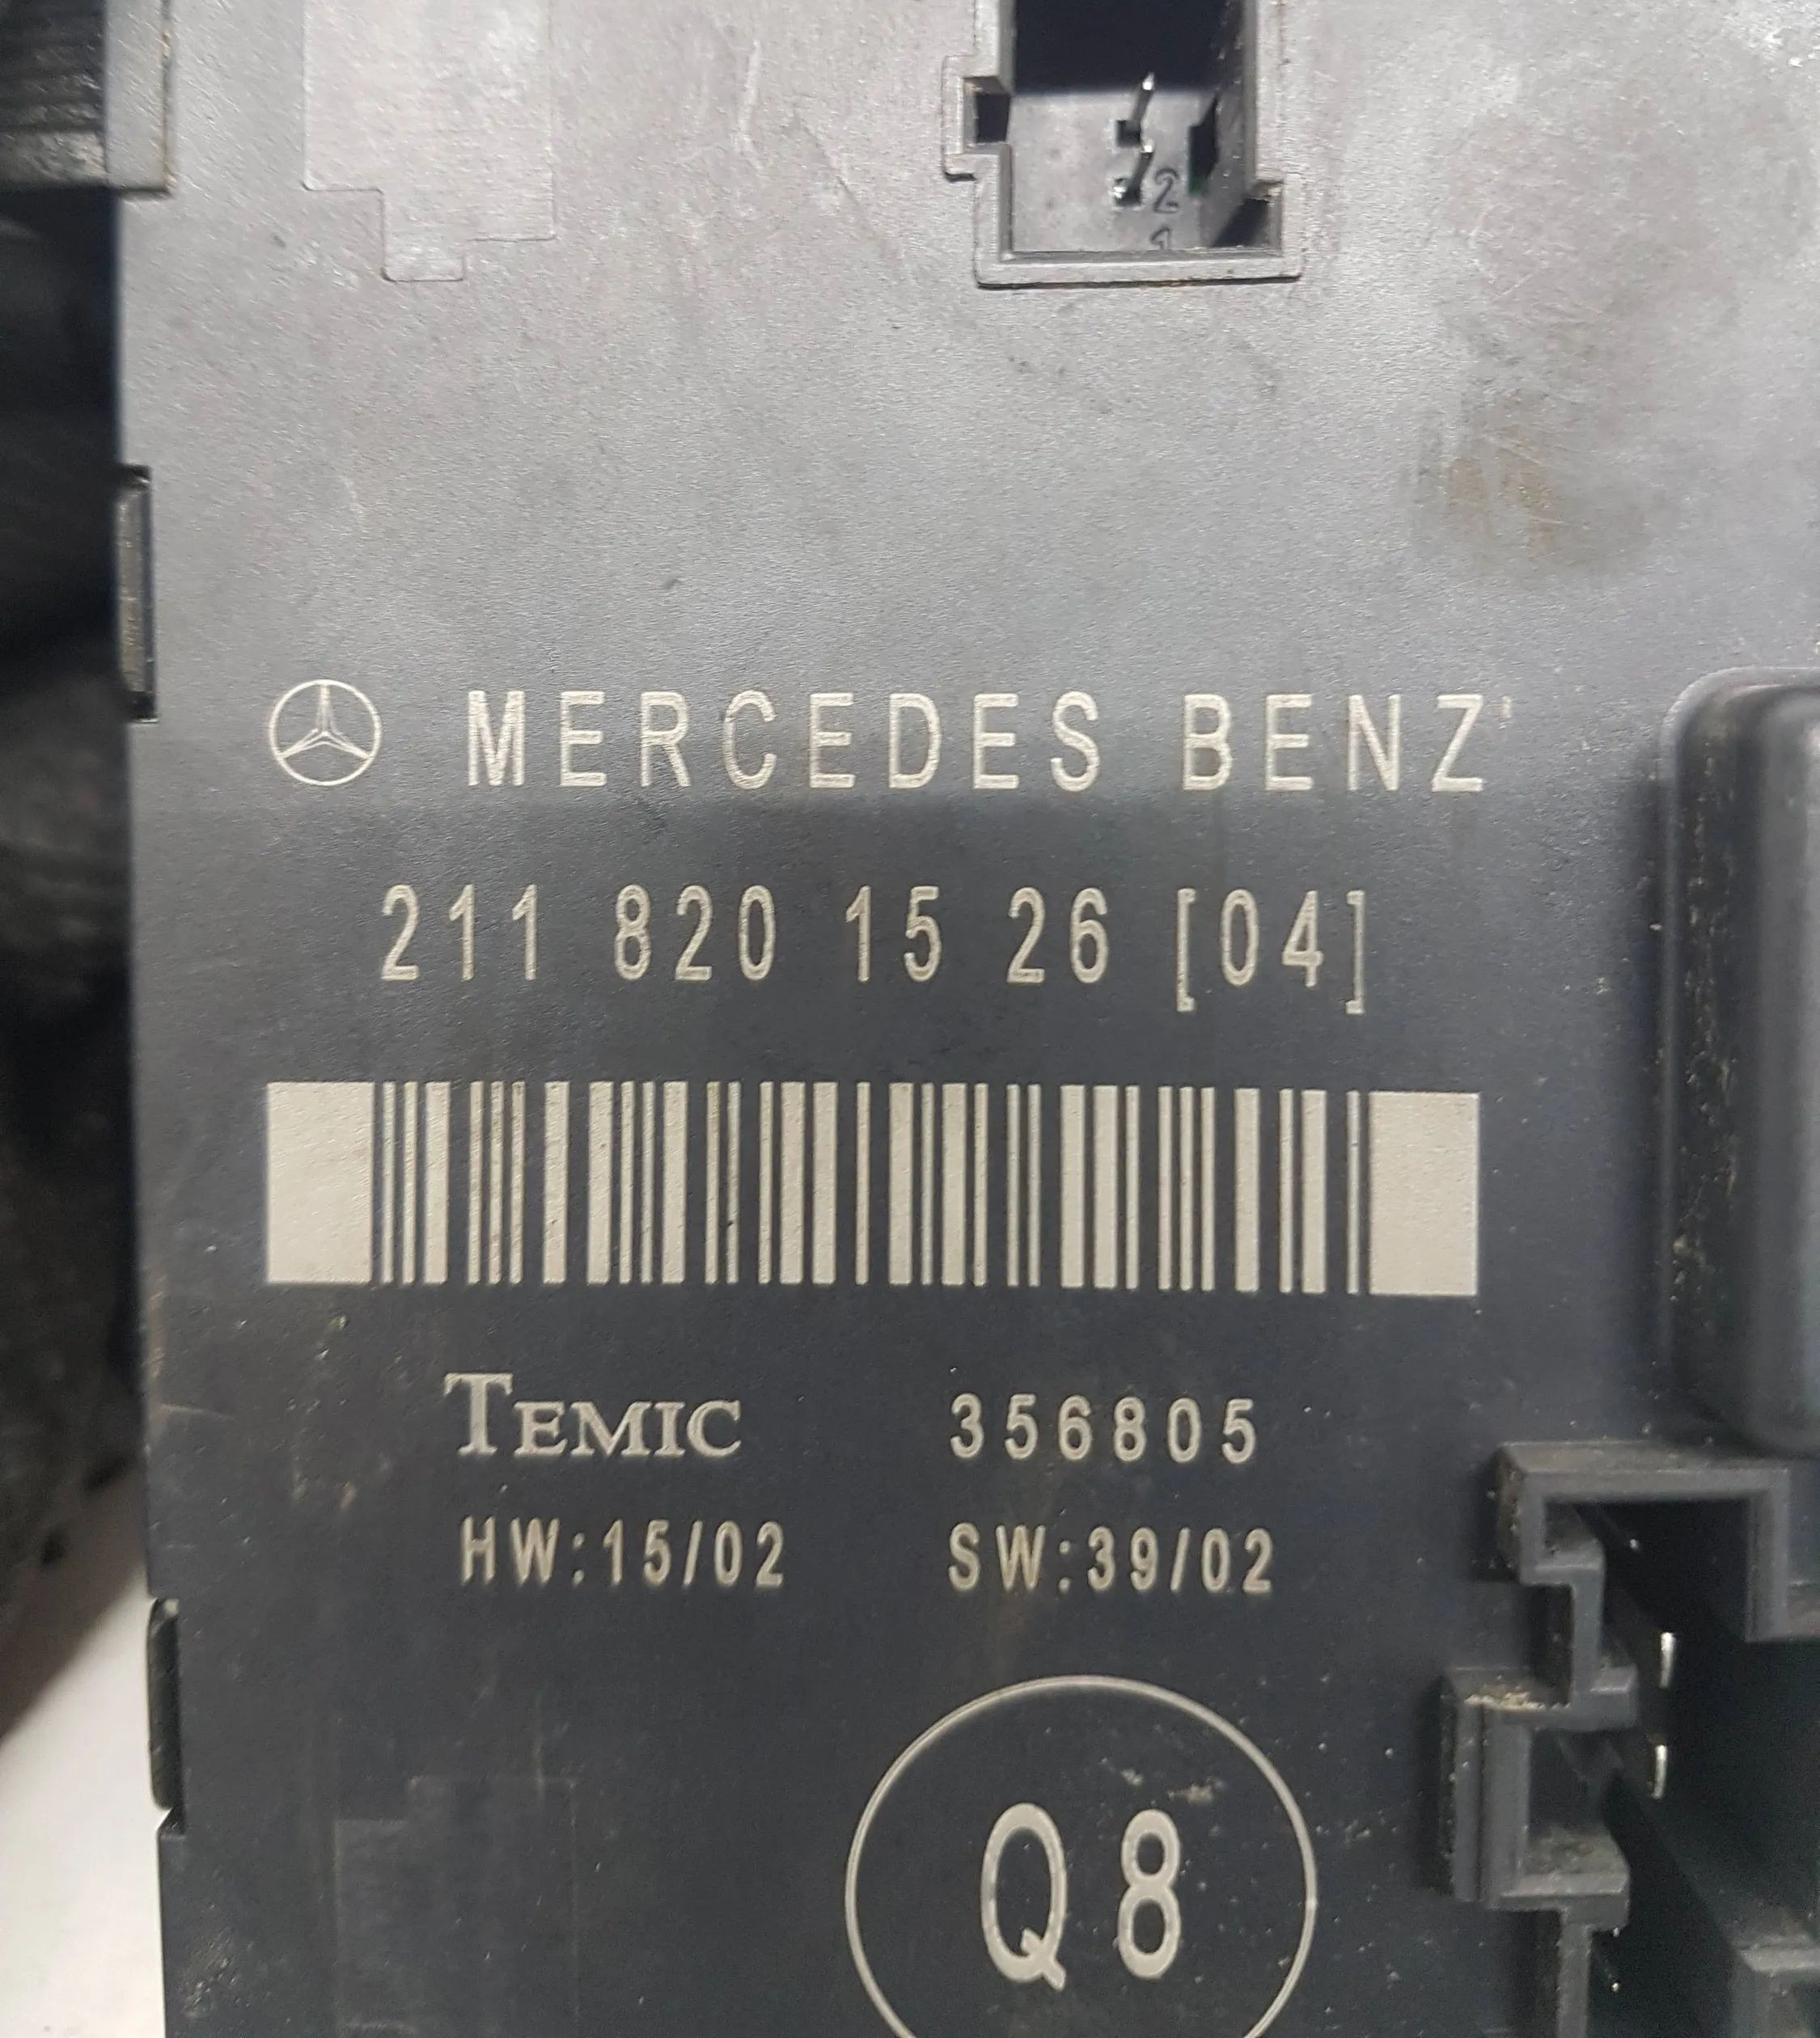 2
1
MERCEDES BENZ
211 820 15 26 [04]
TEMIC 356805
HW:15/02 SW:39/02
Q8